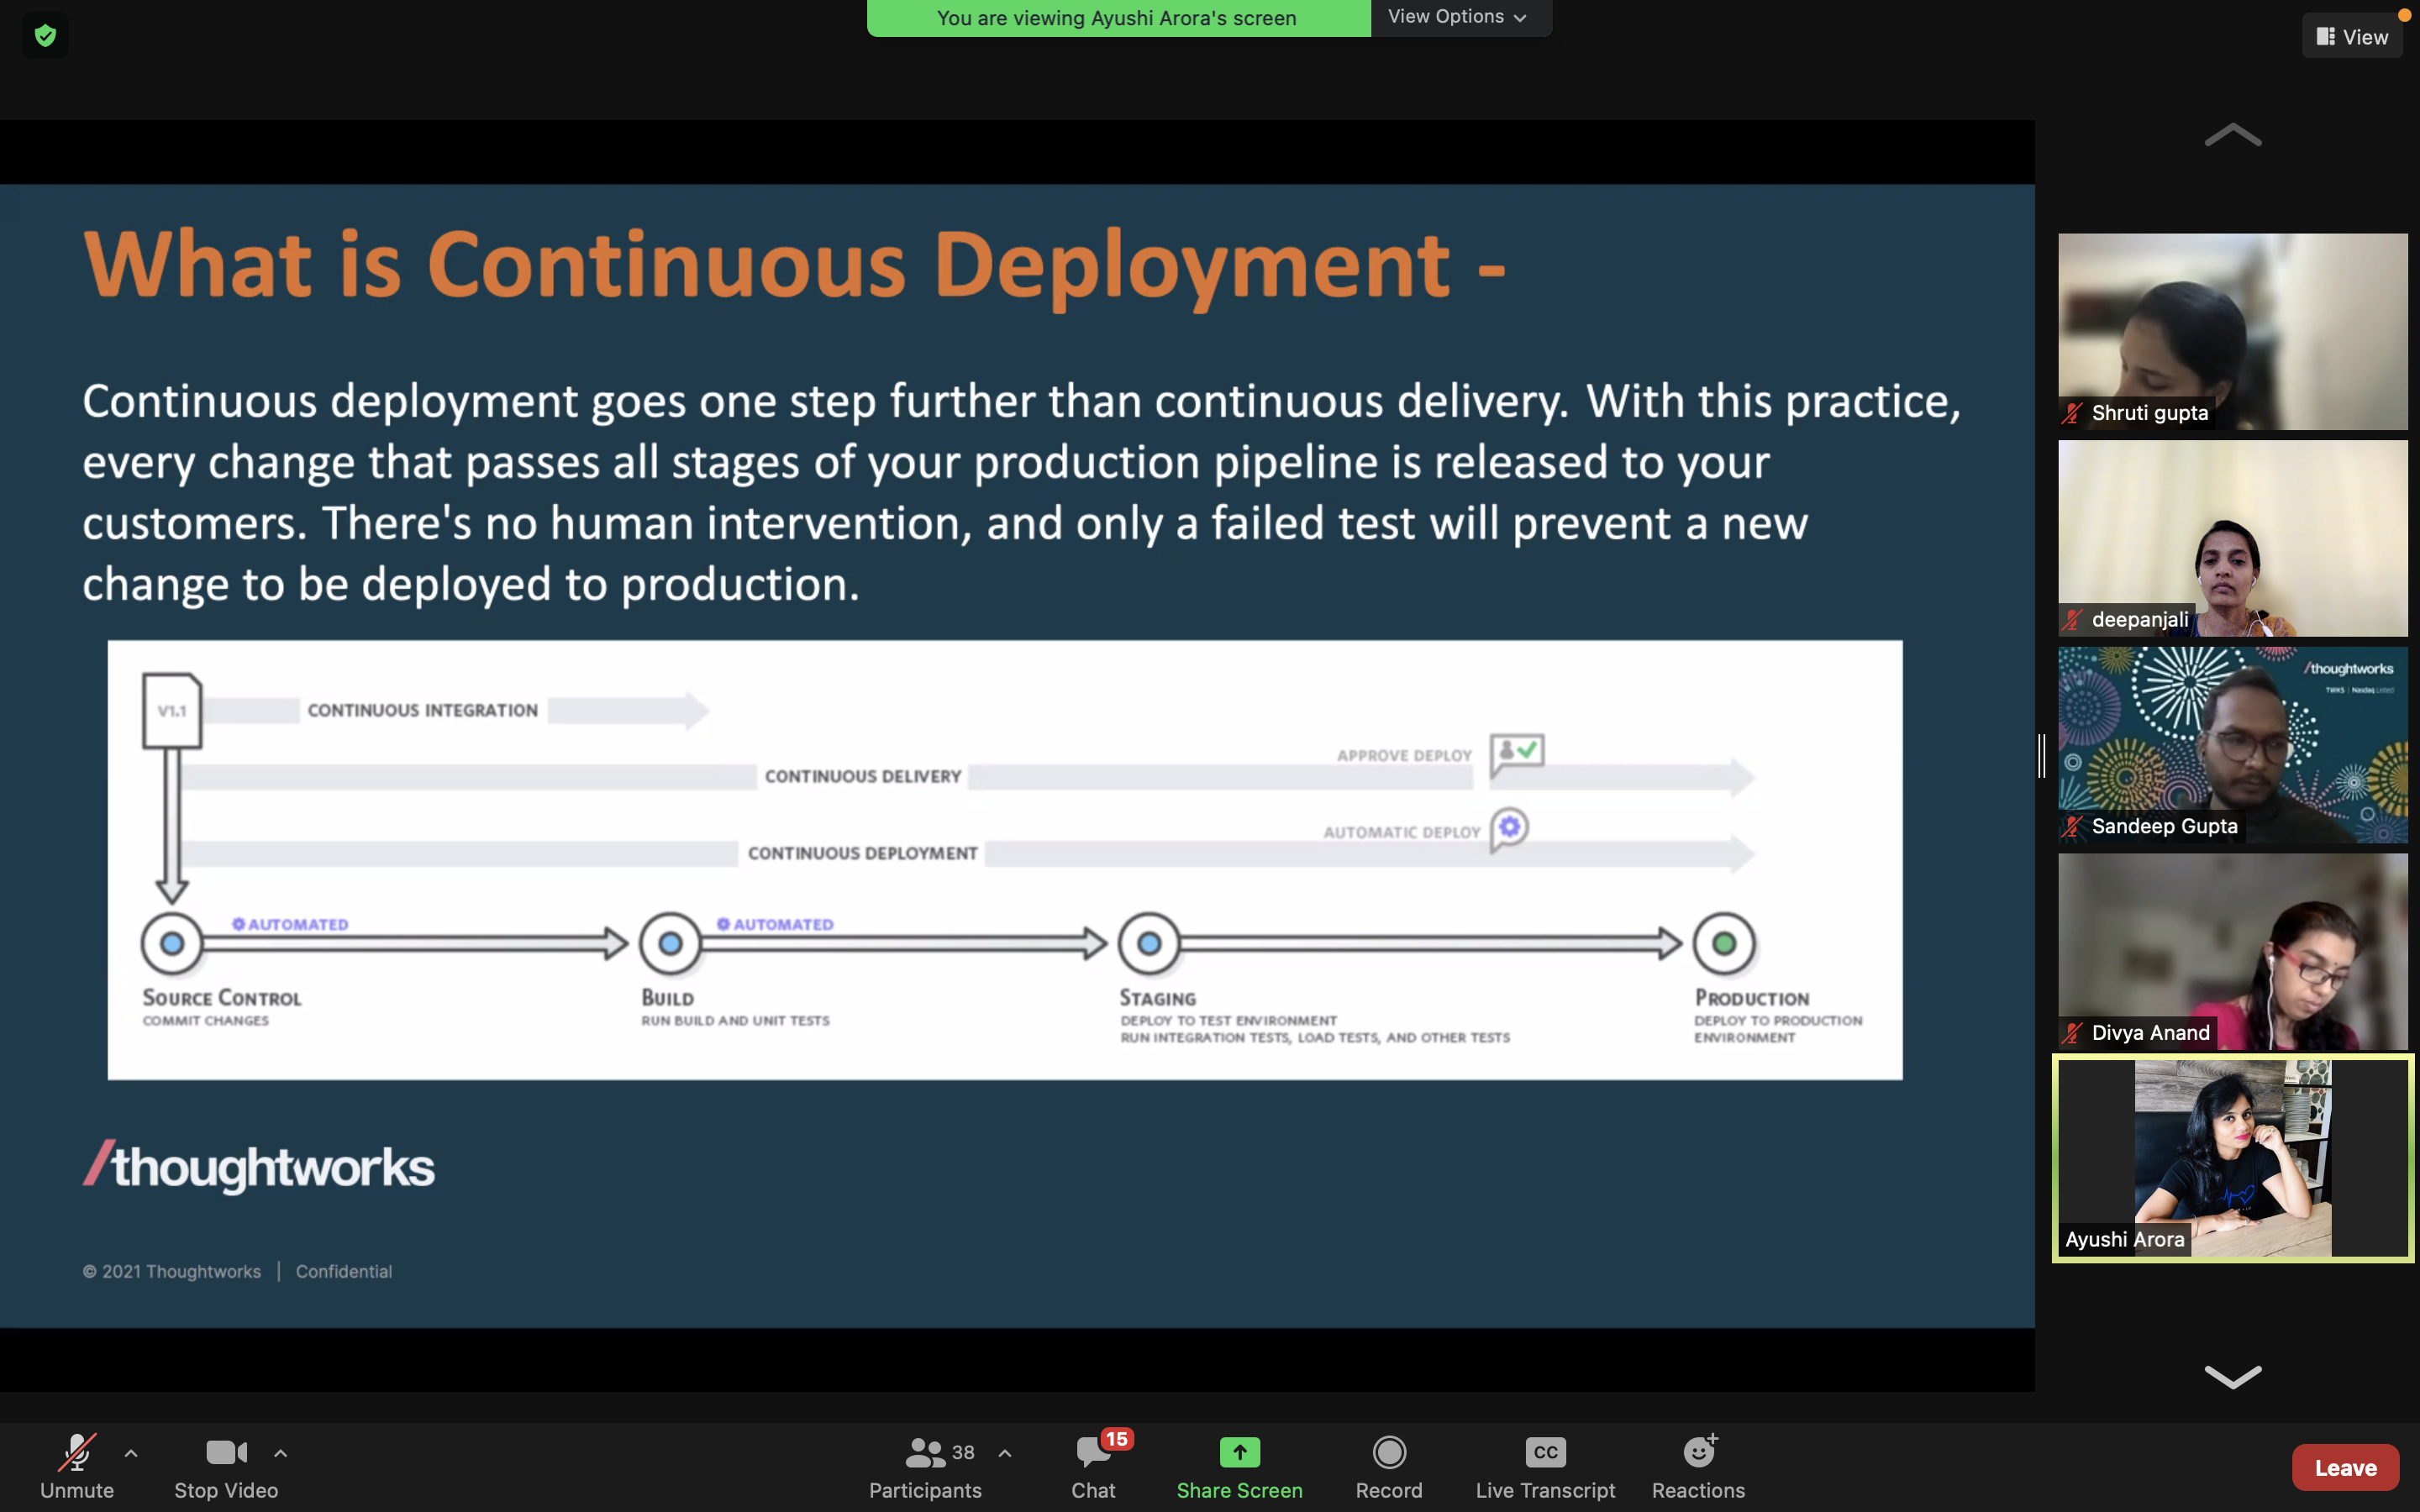 You are viewing Ayushi Arora's screen
View Options
View
What is Continuous Deployment -
Continuous deployment goes one step further than continuous delivery. With this practice,
every change that passes all stages of your production pipeline is released to your
customers. There's no human intervention, and only a failed test will prevent a new
change to be deployed to production.
V1.1
CONTINUOUS INTEGRATION
APPROVE DEPLOY
CONTINUOUS DELIVERY
AUTOMATIC DEPLOY
CONTINUOUS DEPLOYMENT
AUTOMATED
AUTOMATED
SOURCE CONTROL
COMMIT CHANGES
BUILD
RUN BUILD AND UNIT TESTS
STAGING
DEPLOY TO TEST ENVIRONMENT
RUN INTEGRATION TESTS, LOAD TESTS, AND OTHER TESTS
PRODUCTION
DEPLOY TO PRODUCTION
ENVIRONMENT
/thoughtworks
© 2021 Thoughtworks | Confidential
Shruti gupta
deepanjali
/thoughtworks
TWKS | Nasdaq Listed
Sandeep Gupta
Divya Anand
Ayushi Arora
Unmute
Stop Video
38
Participants
15
Chat
Share Screen
Record
CC
Live Transcript
Reactions
Leave